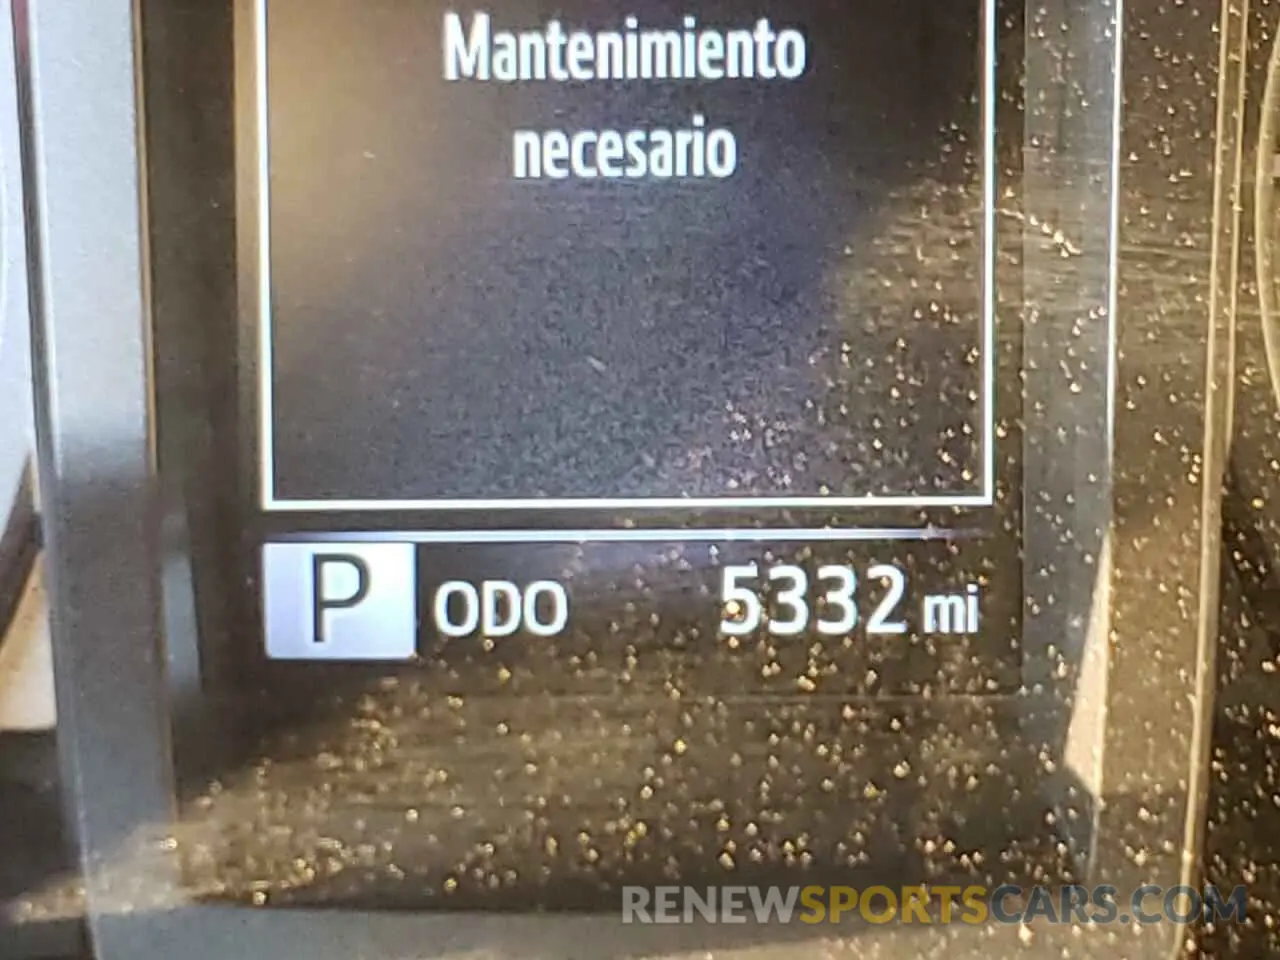 Mantenimiento
necesario
P ODO 5332 mi
RENEWSPORTSCARS.COM